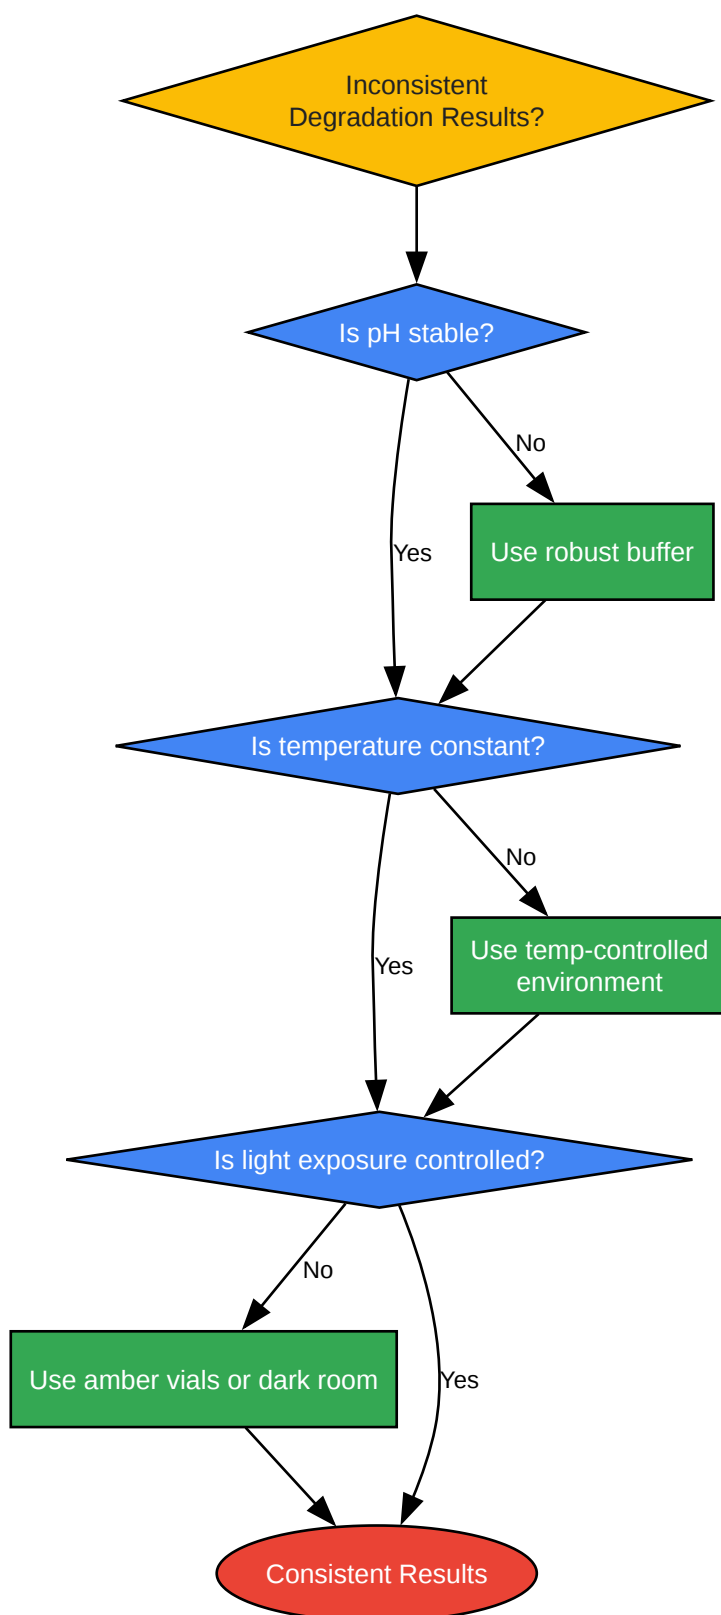 Inconsistent
Degradation Results?
Is pH stable?
No
Yes
Use robust buffer
Is temperature constant?
No
Yes
Use temp-controlled
environment
Is light exposure controlled?
No
Use amber vials or dark room
Yes
Consistent Results